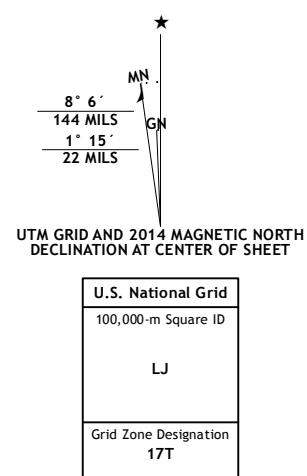 ★
MN
GN
8° 6´
144 MILS
1° 15´
22 MILS
UTM GRID AND 2014 MAGNETIC NORTH
DECLINATION AT CENTER OF SHEET
U.S. National Grid
100,000-m Square ID
LJ
Grid Zone Designation
17T